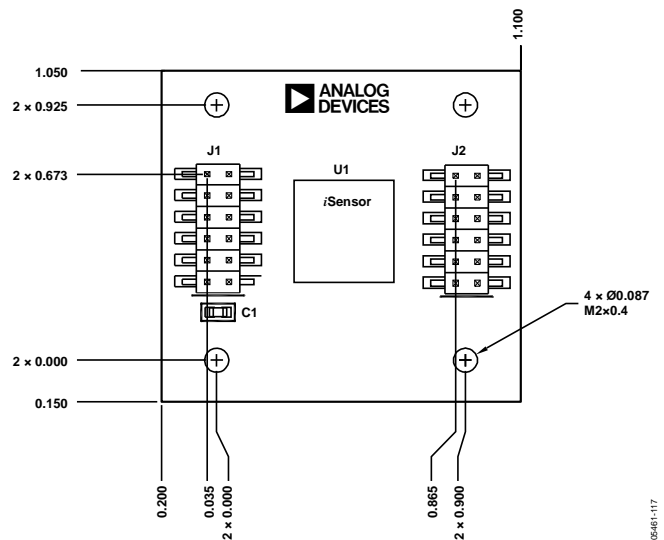 1.100
1.050
ANALOG
DEVICES
2 × 0.925
J1
J2
2 × 0.673
U1
iSensor
4 × Ø0.087
M2×0.4
C1
2 × 0.000
0.150
0.200
0.035
2 × 0.000
0.865
2 × 0.900
05461-117